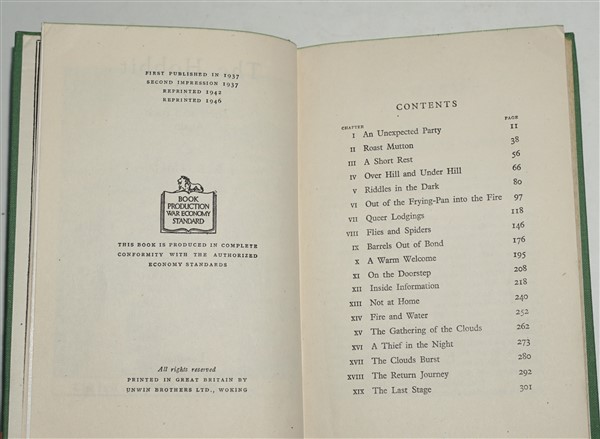 FIRST PUBLISHED IN 1937
SECOND IMPRESSION 1937
REPRINTED 1942
REPRINTED 1946
BOOK
PRODUCTION
WAR ECONOMY
STANDARD
THIS BOOK IS PRODUCED IN COMPLETE
CONFORMITY WITH THE AUTHORIZED
ECONOMY STANDARDS
All rights reserved
PRINTED IN GREAT BRITAIN BY
UNWIN BROTHERS LTD., WOKING
CONTENTS
CHAPTER PAGE
I An Unexpected Party 11
II Roast Mutton 38
III A Short Rest 56
IV Over Hill and Under Hill 66
V Riddles in the Dark 80
VI Out of the Frying-Pan into the Fire 97
VII Queer Lodgings 118
VIII Flies and Spiders 146
IX Barrels Out of Bond 176
X A Warm Welcome 195
XI On the Doorstep 208
XII Inside Information 218
XIII Not at Home 240
XIV Fire and Water 252
XV The Gathering of the Clouds 262
XVI A Thief in the Night 273
XVII The Clouds Burst 280
XVIII The Return Journey 292
XIX The Last Stage 301